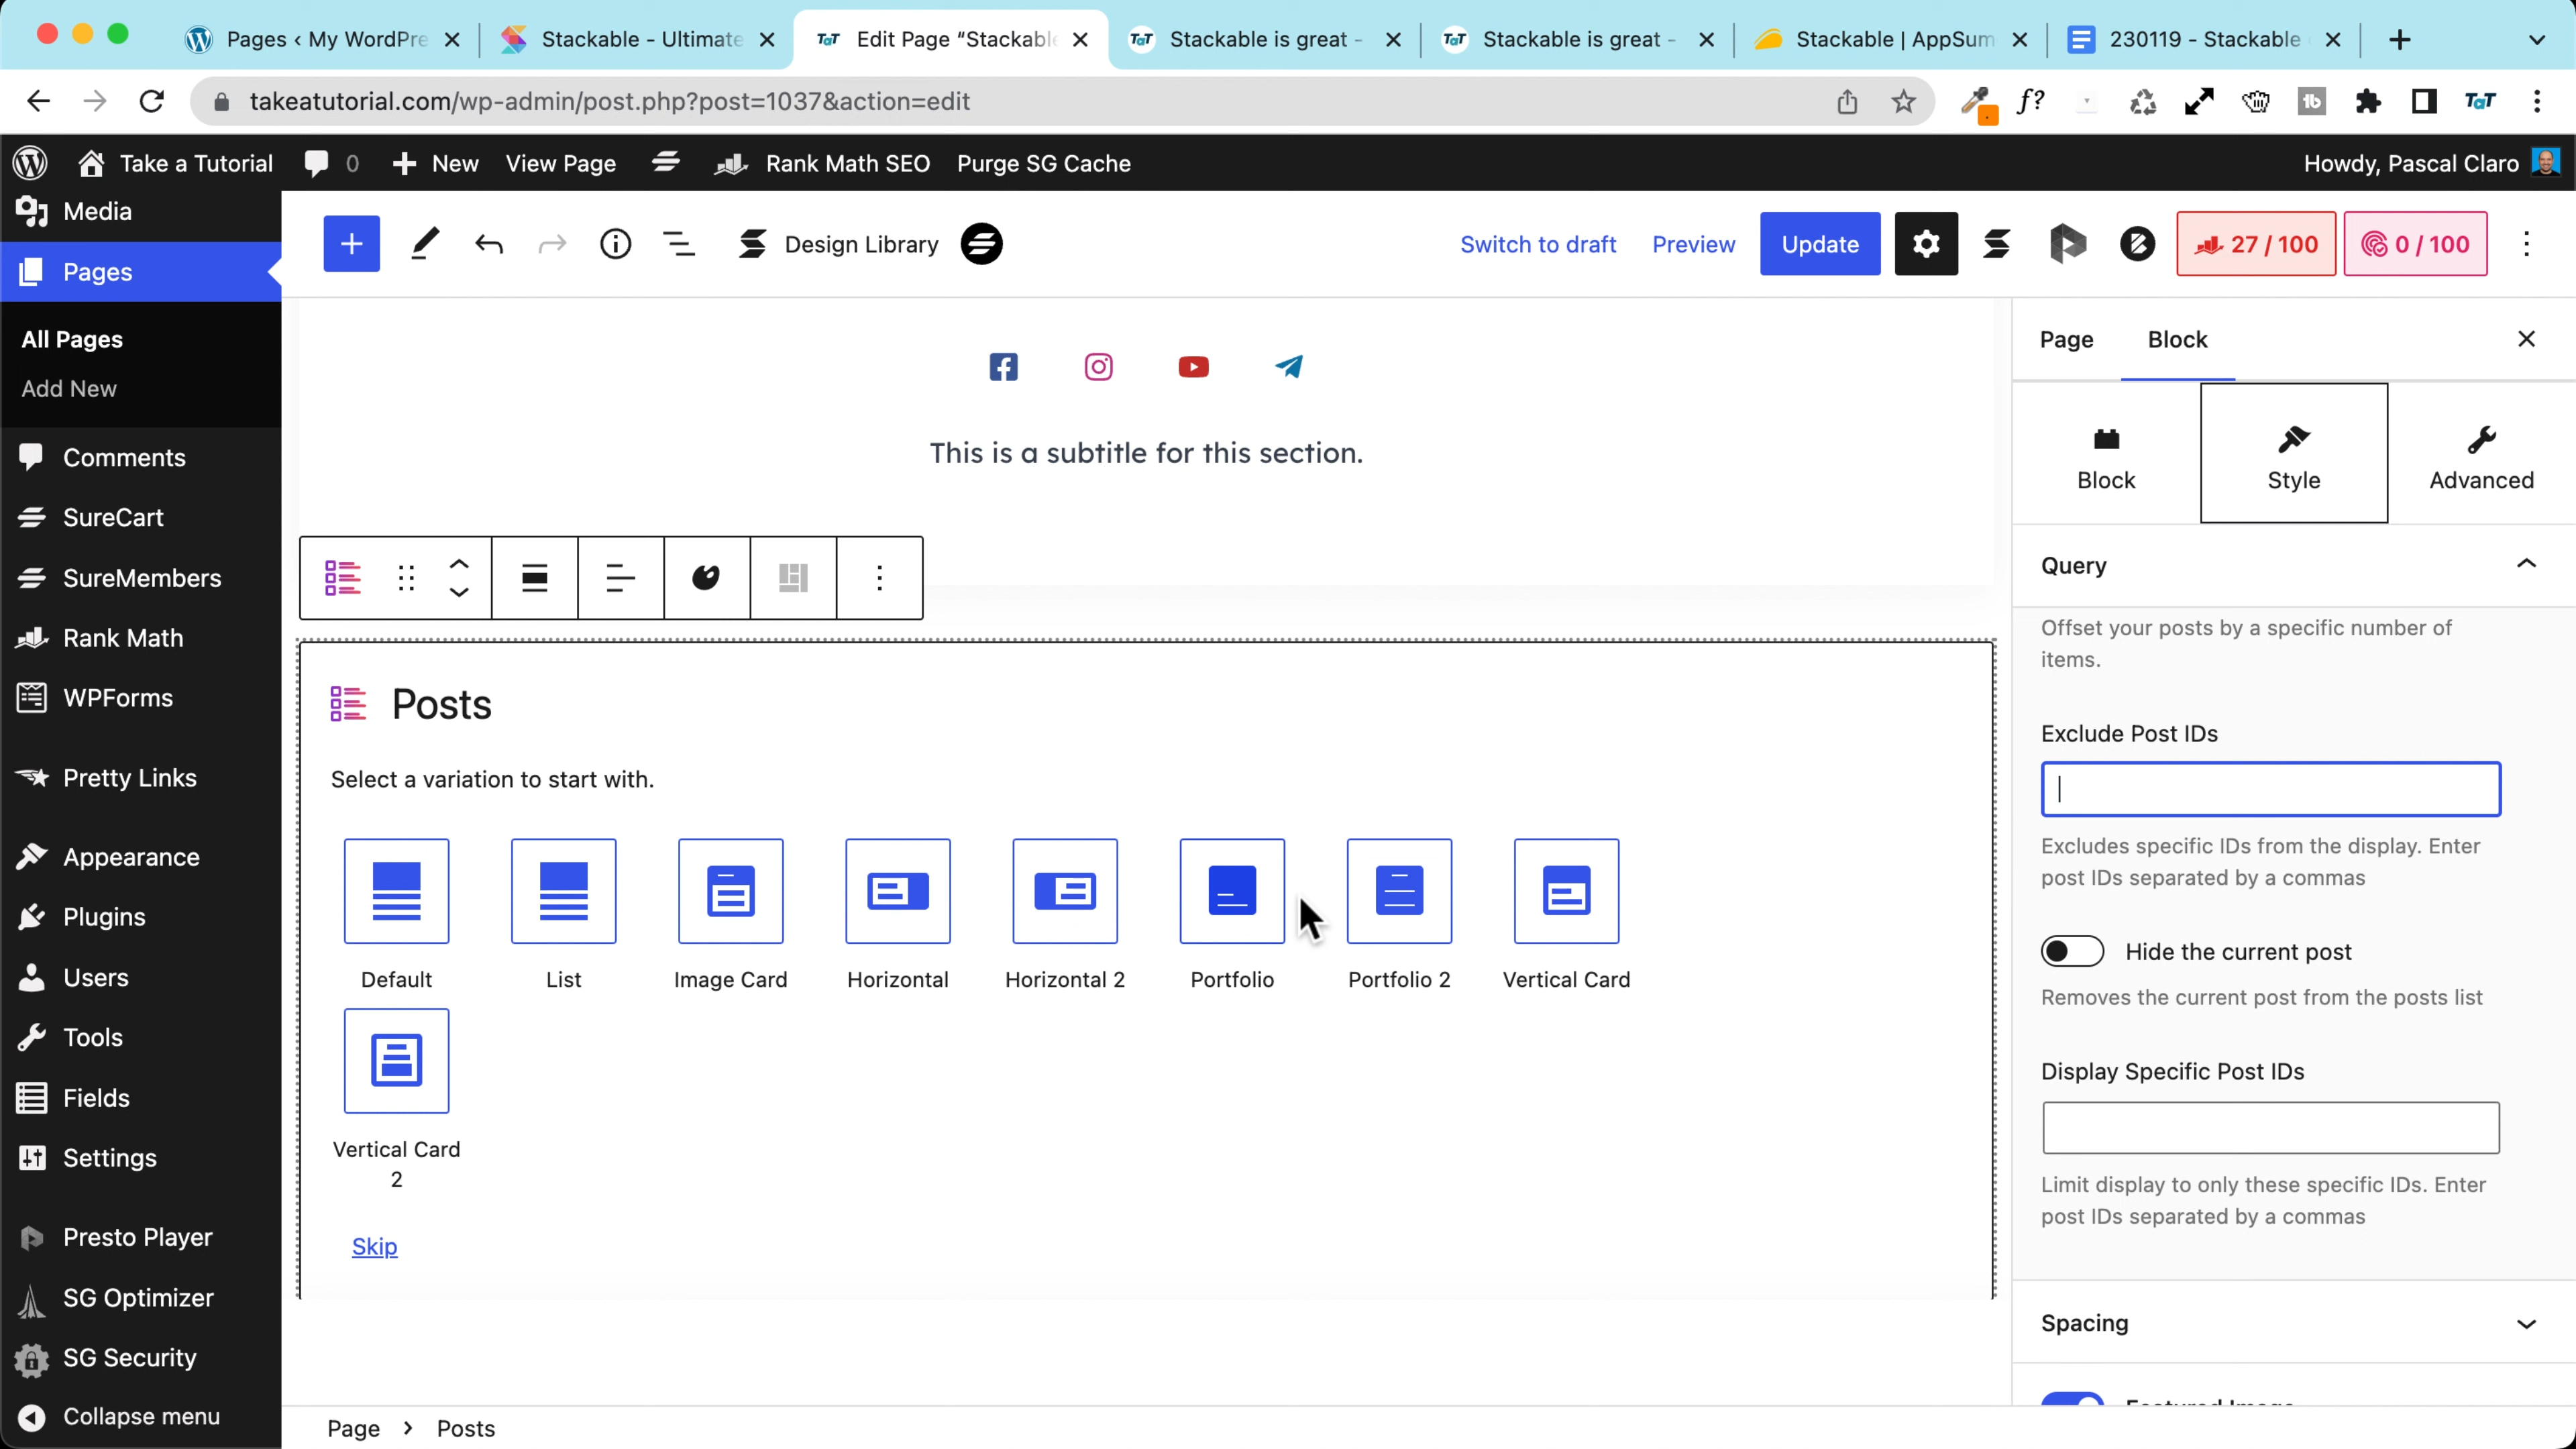 Pages ‹ My WordPre
Stackable - Ultimate
TaT Edit Page “Stackable
TaT Stackable is great -
TaT Stackable is great -
Stackable | AppSum
230119 - Stackable
takeatutorial.com/wp-admin/post.php?post=1037&action=edit
f?
tb
TaT
Take a Tutorial
0
New
View Page
Rank Math SEO
Purge SG Cache
Howdy, Pascal Claro
Media
Pages
All Pages
Add New
Comments
SureCart
SureMembers
Rank Math
WPForms
Pretty Links
Appearance
Plugins
Users
Tools
Fields
Settings
Presto Player
SG Optimizer
SG Security
Collapse menu
Design Library
Switch to draft
Preview
Update
27 / 100
0 / 100
This is a subtitle for this section.
Posts
Select a variation to start with.
Default
List
Image Card
Horizontal
Horizontal 2
Portfolio
Portfolio 2
Vertical Card
Vertical Card
2
Skip
Page › Posts
Page
Block
Block
Style
Advanced
Query
Offset your posts by a specific number of
items.
Exclude Post IDs
Excludes specific IDs from the display. Enter
post IDs separated by a commas
Hide the current post
Removes the current post from the posts list
Display Specific Post IDs
Limit display to only these specific IDs. Enter
post IDs separated by a commas
Spacing
Featured Image